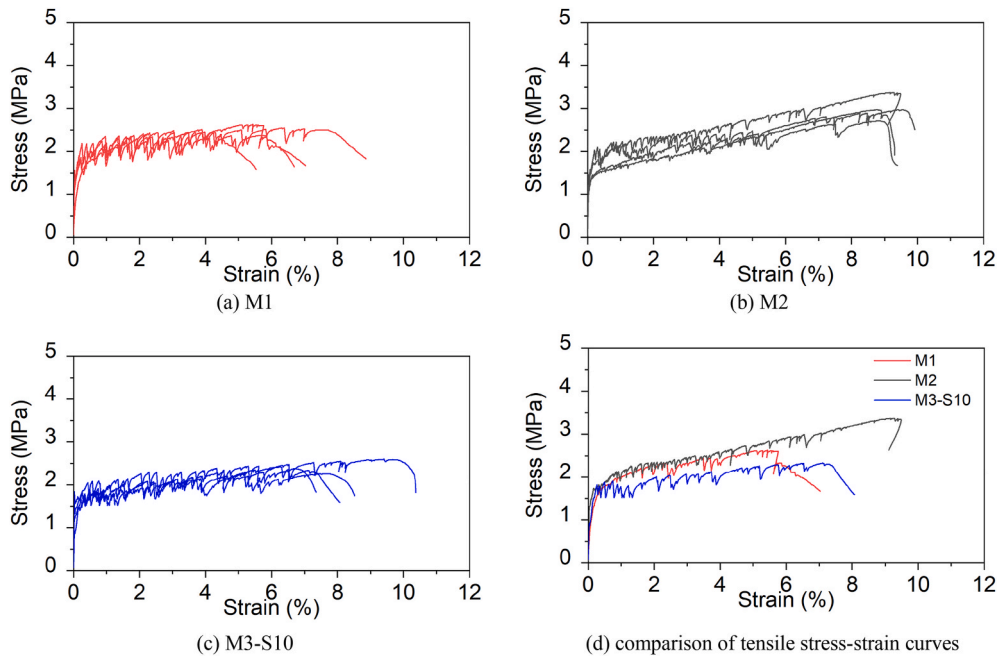 5
4
3
2
1
0
Stress (MPa)
0 2 4 6 8 10 12
Strain (%)
(a) M1
5
4
3
2
1
0
Stress (MPa)
0 2 4 6 8 10 12
Strain (%)
(b) M2
5
4
3
2
1
0
Stress (MPa)
0 2 4 6 8 10 12
Strain (%)
(c) M3-S10
5
4
3
2
1
0
Stress (MPa)
M1
M2
M3-S10
0 2 4 6 8 10 12
Strain (%)
(d) comparison of tensile stress-strain curves